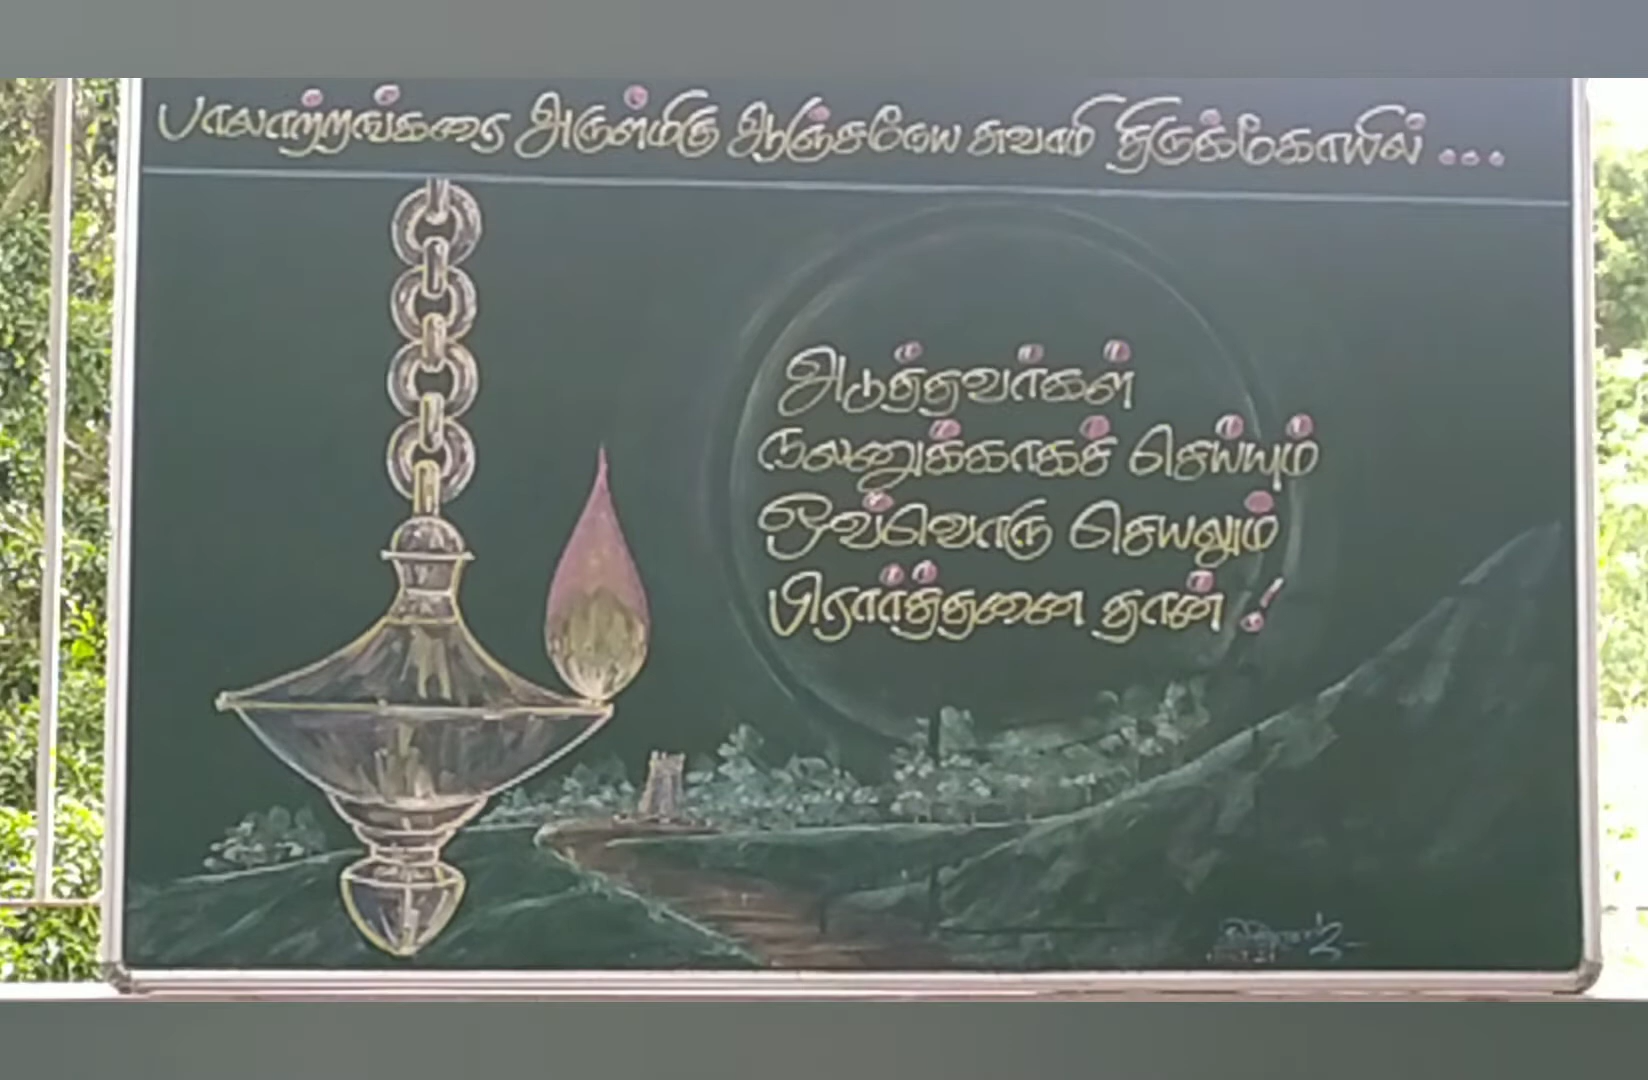 பாலாற்றங்கரை அருள்மிகு ஆஞ்சநேய சுவாமி திருக்கோயில் ...
அடுத்தவர்கள்
நலனுக்காகச் செய்யும்
ஒவ்வொரு செயலும்
பிரார்த்தனை தான் !